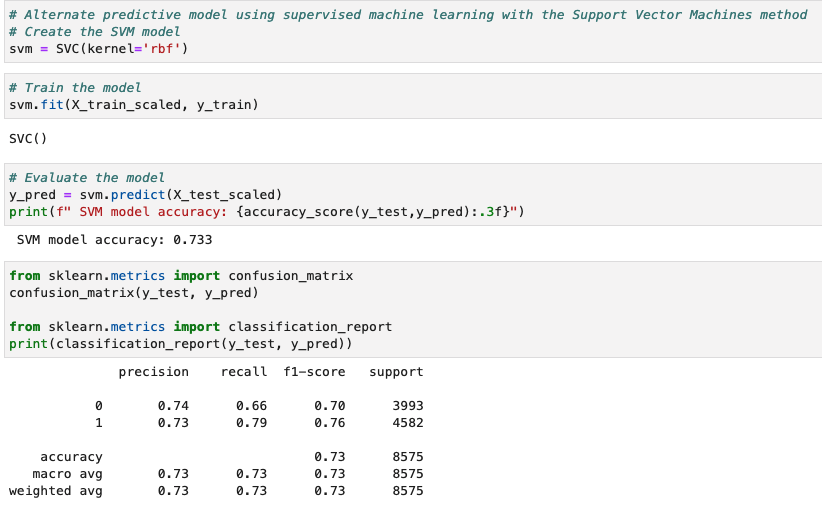 # Alternate predictive model using supervised machine learning with the Support Vector Machines method
# Create the SVM model
svm = SVC(kernel='rbf')
# Train the model
svm.fit(X_train_scaled, y_train)
SVC()
# Evaluate the model
y_pred = svm.predict(X_test_scaled)
print(f" SVM model accuracy: {accuracy_score(y_test,y_pred):.3f}")
SVM model accuracy: 0.733
from sklearn.metrics import confusion_matrix
confusion_matrix(y_test, y_pred)
from sklearn.metrics import classification_report
print(classification_report(y_test, y_pred))
precision recall f1-score support
0 0.74 0.66 0.70 3993
1 0.73 0.79 0.76 4582
accuracy 0.73 8575
macro avg 0.73 0.73 0.73 8575
weighted avg 0.73 0.73 0.73 8575